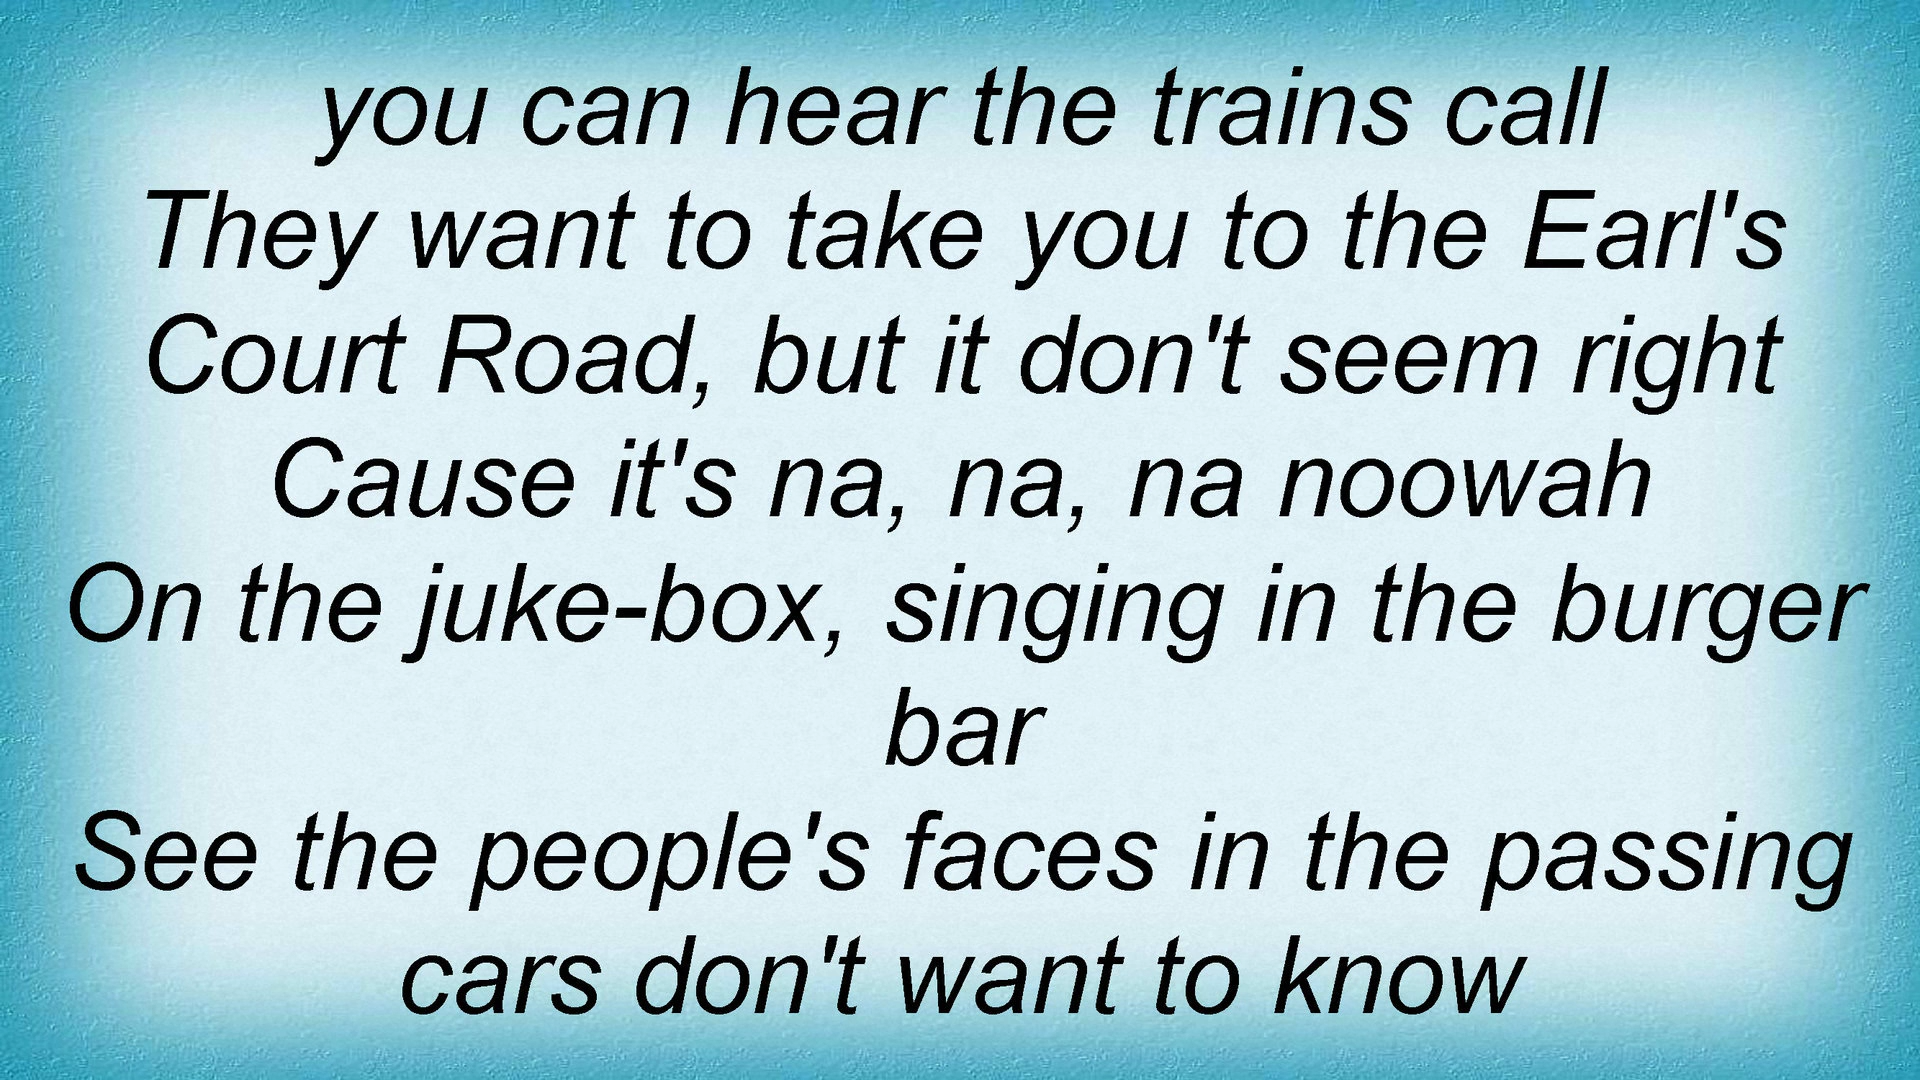 you can hear the trains call
They want to take you to the Earl's
Court Road, but it don't seem right
Cause it's na, na, na noowah
On the juke-box, singing in the burger
bar
See the people's faces in the passing
cars don't want to know